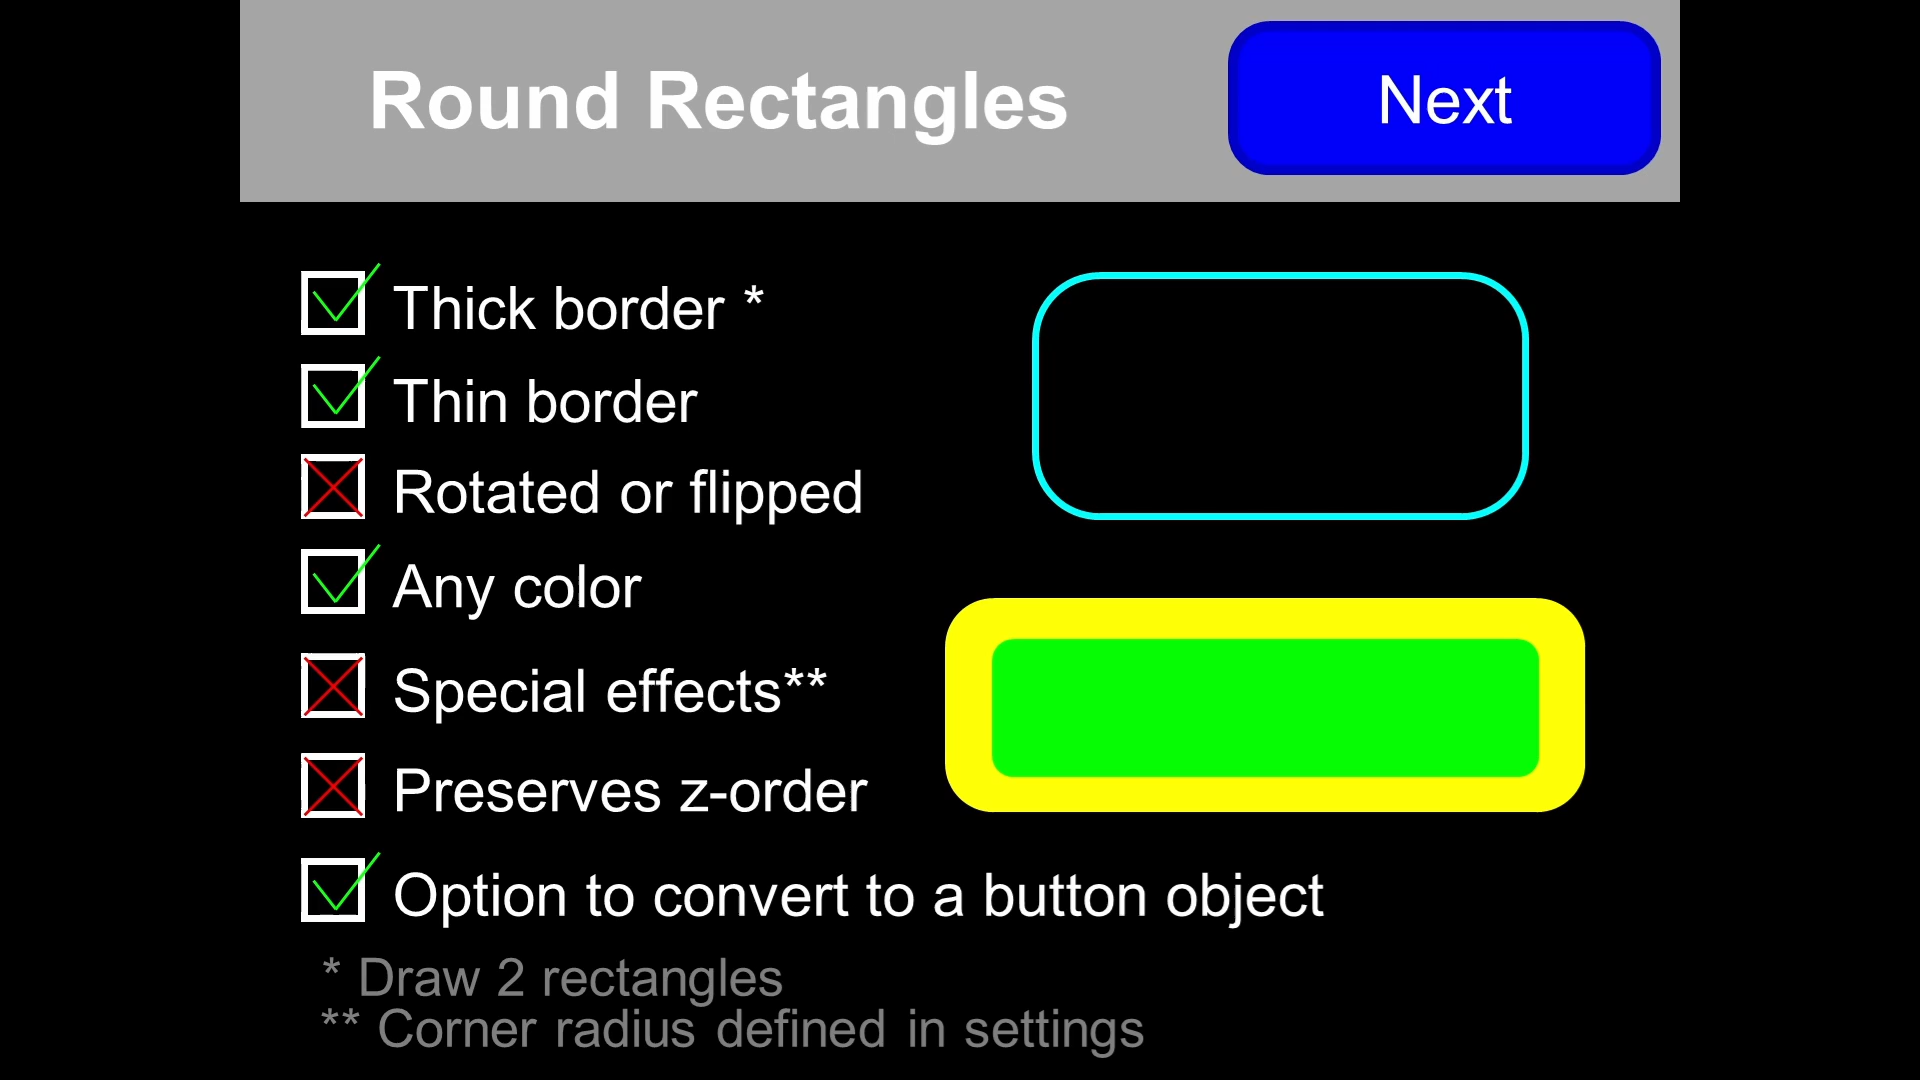 Round Rectangles
Next
Thick border *
Thin border
Rotated or flipped
Any color
Special effects**
Preserves z-order
Option to convert to a button object
* Draw 2 rectangles
** Corner radius defined in settings